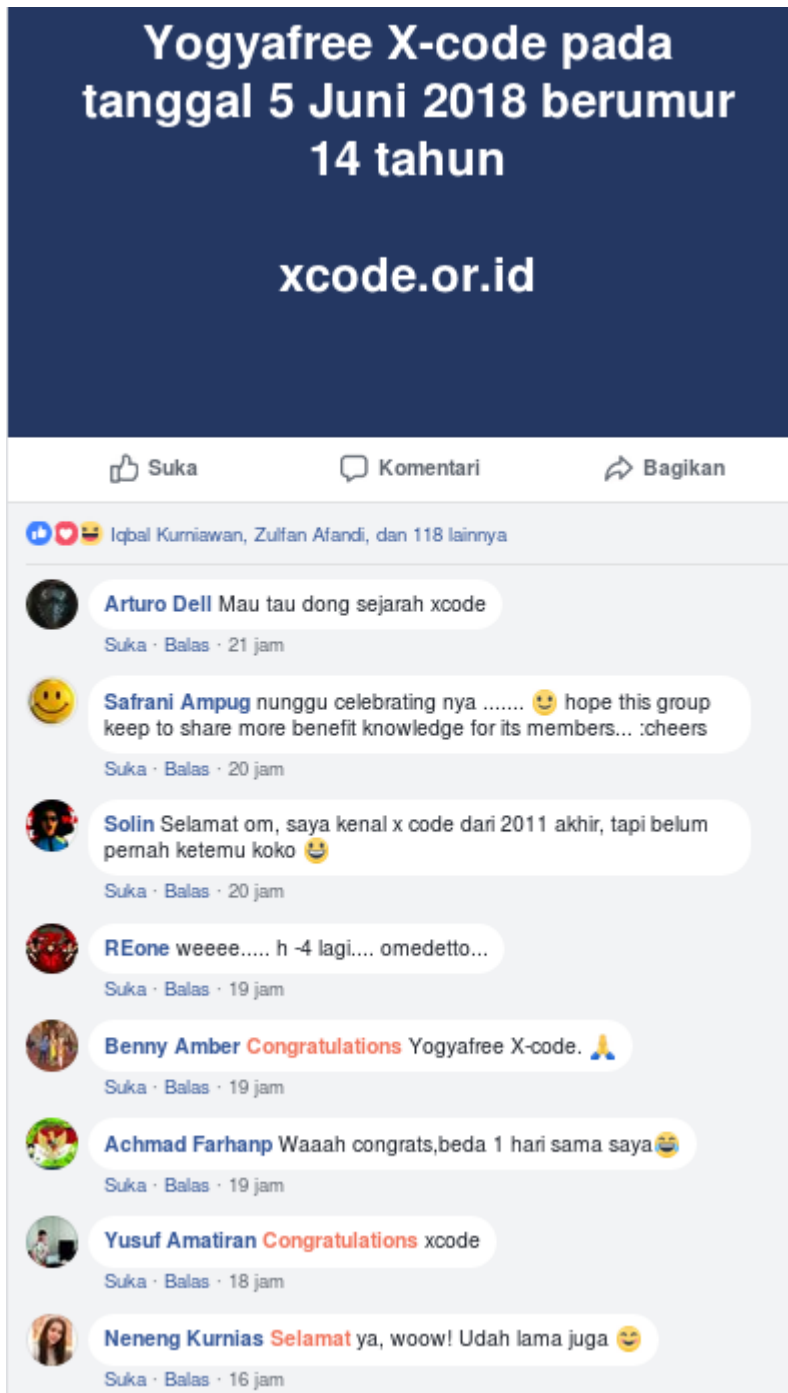 Yogyafree X-code pada
tanggal 5 Juni 2018 berumur
14 tahun
xcode.or.id
Suka Komentari Bagikan
Iqbal Kurniawan, Zulfan Afandi, dan 118 lainnya
Arturo Dell Mau tau dong sejarah xcode
Suka · Balas · 21 jam
Safrani Ampug nunggu celebrating nya ....... 🙂 hope this group
keep to share more benefit knowledge for its members... :cheers
Suka · Balas · 20 jam
Solin Selamat om, saya kenal x code dari 2011 akhir, tapi belum
pernah ketemu koko 😃
Suka · Balas · 20 jam
REone weeee..... h -4 lagi.... omedetto...
Suka · Balas · 19 jam
Benny Amber Congratulations Yogyafree X-code. 🙏
Suka · Balas · 19 jam
Achmad Farhanp Waaah congrats,beda 1 hari sama saya😂
Suka · Balas · 19 jam
Yusuf Amatiran Congratulations xcode
Suka · Balas · 18 jam
Neneng Kurnias Selamat ya, woow! Udah lama juga 😄
Suka · Balas · 16 jam